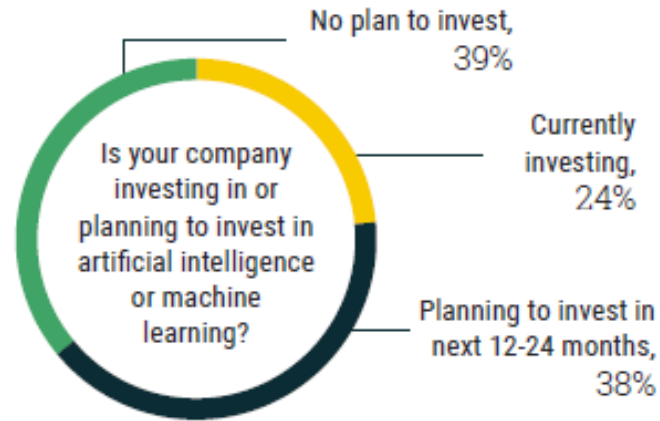 No plan to invest,
39%
Is your company
investing in or
planning to invest in
artificial intelligence
or machine
learning?
Currently
investing,
24%
Planning to invest in
next 12-24 months,
38%